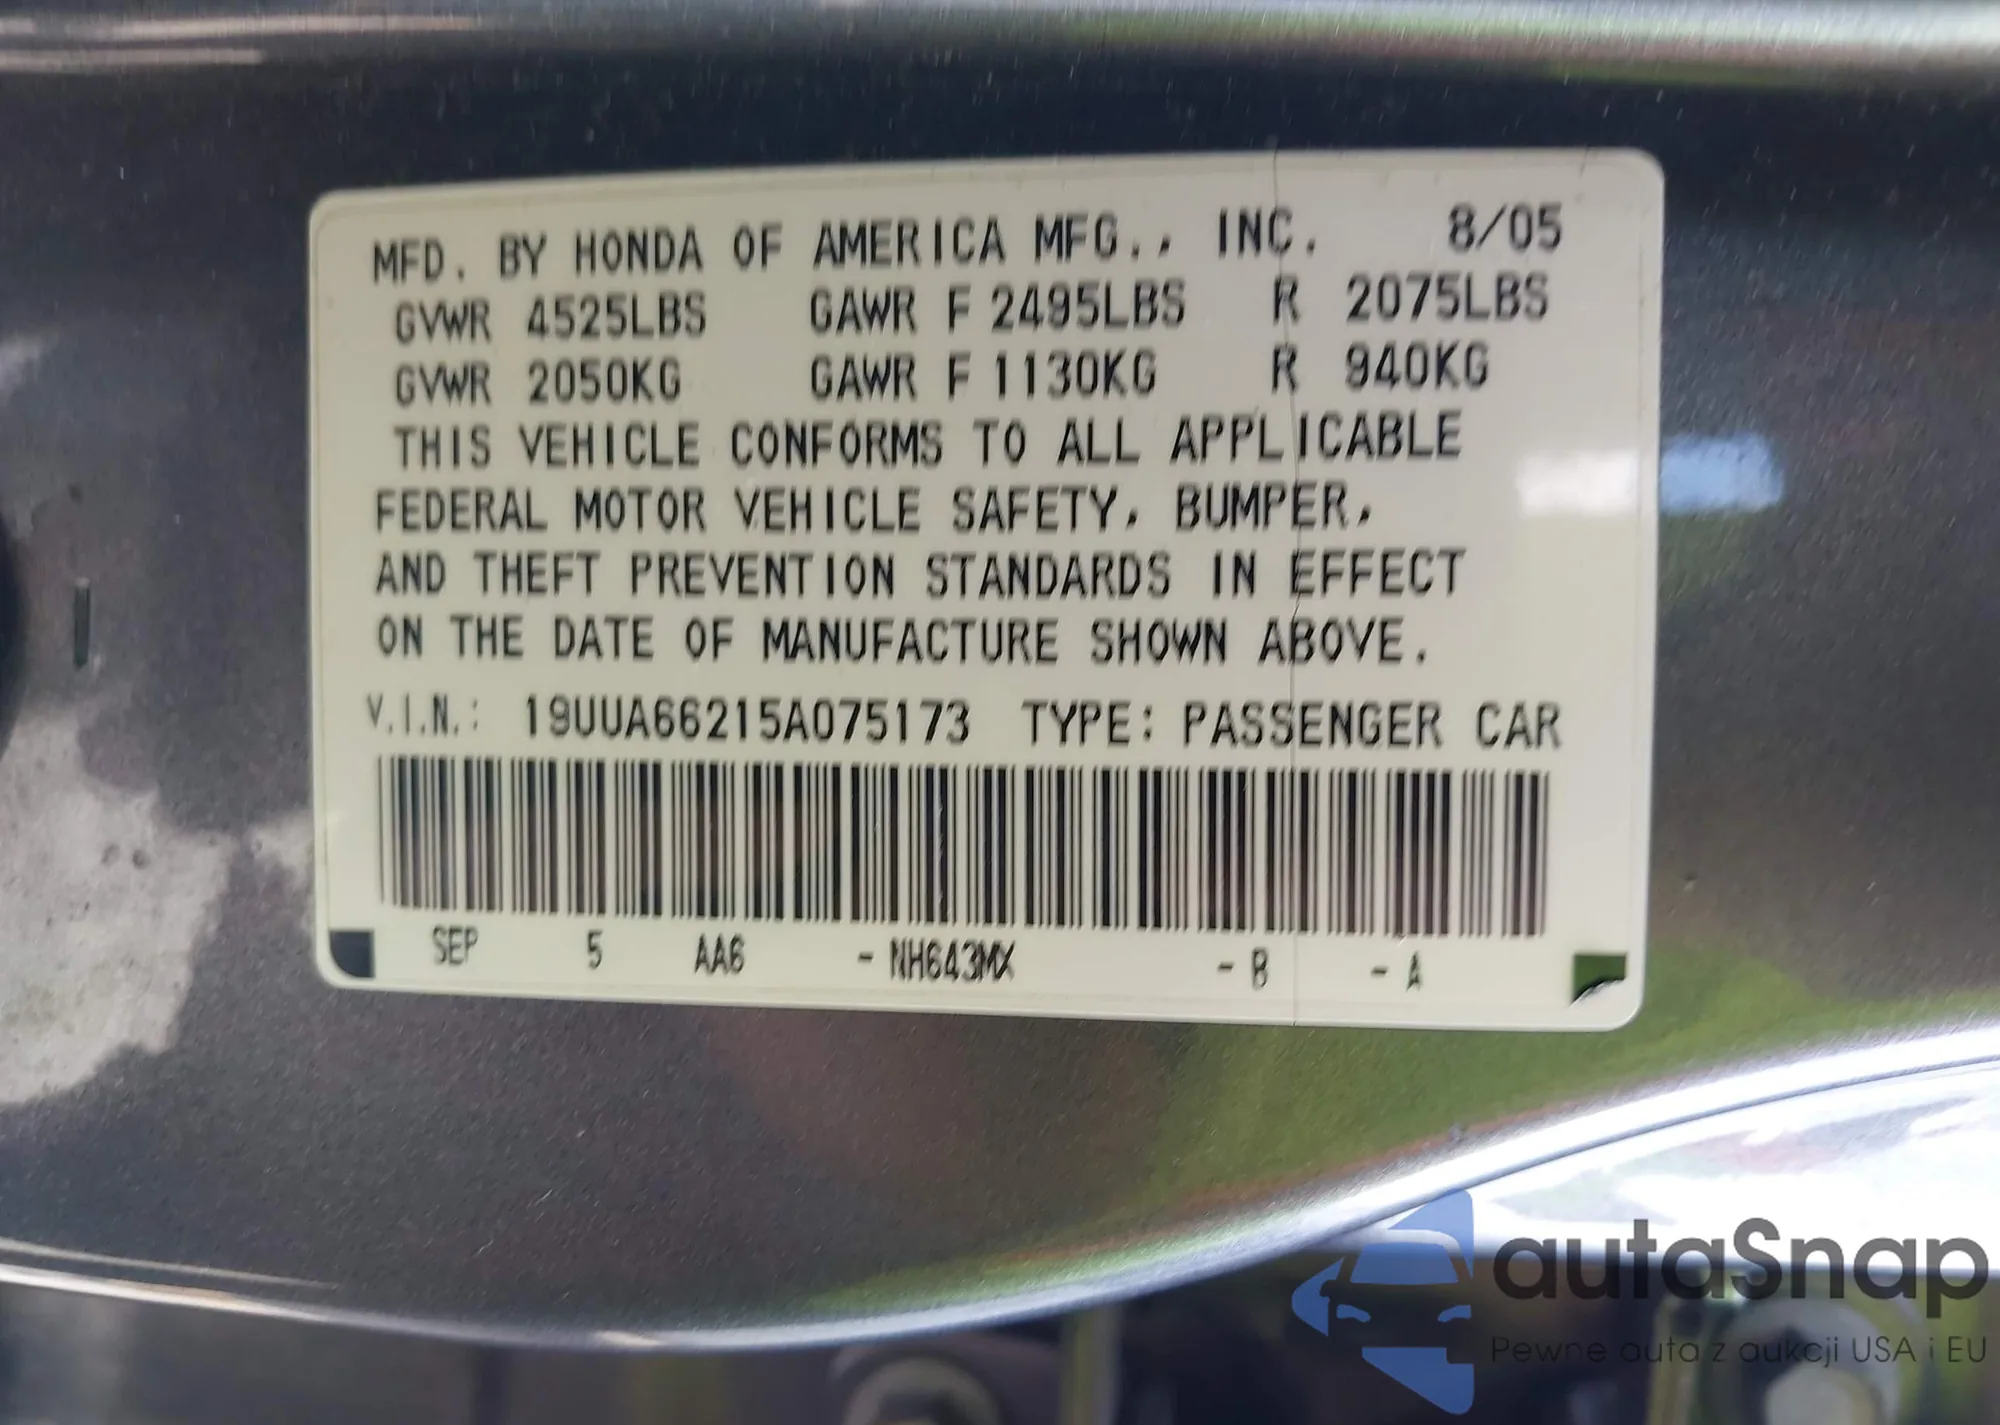 MFD. BY HONDA OF AMERICA MFG., INC. 8/05
GVWR 4525LBS GAWR F 2495LBS R 2075LBS
GVWR 2050KG GAWR F 1130KG R 940KG
THIS VEHICLE CONFORMS TO ALL APPLICABLE
FEDERAL MOTOR VEHICLE SAFETY, BUMPER,
AND THEFT PREVENTION STANDARDS IN EFFECT
ON THE DATE OF MANUFACTURE SHOWN ABOVE.
V.I.N.: 19UUA66215A075173 TYPE: PASSENGER CAR
SEP 5 AA6 - NH643MX - B - A
autaSnap
Pewne auta z aukcji USA i EU